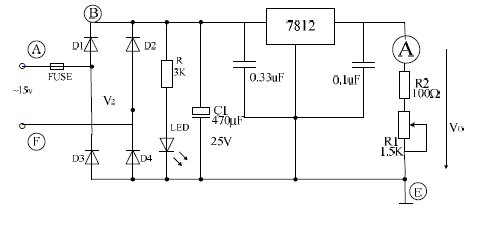 B
7812
D1
D2
A
A
R
3K
FUSE
0.33uF
0,1uF
R2
100Ω
~15v
V2
C1
470μF
LED
25V
R1
1.5K
Vo
F
D3
D4
E